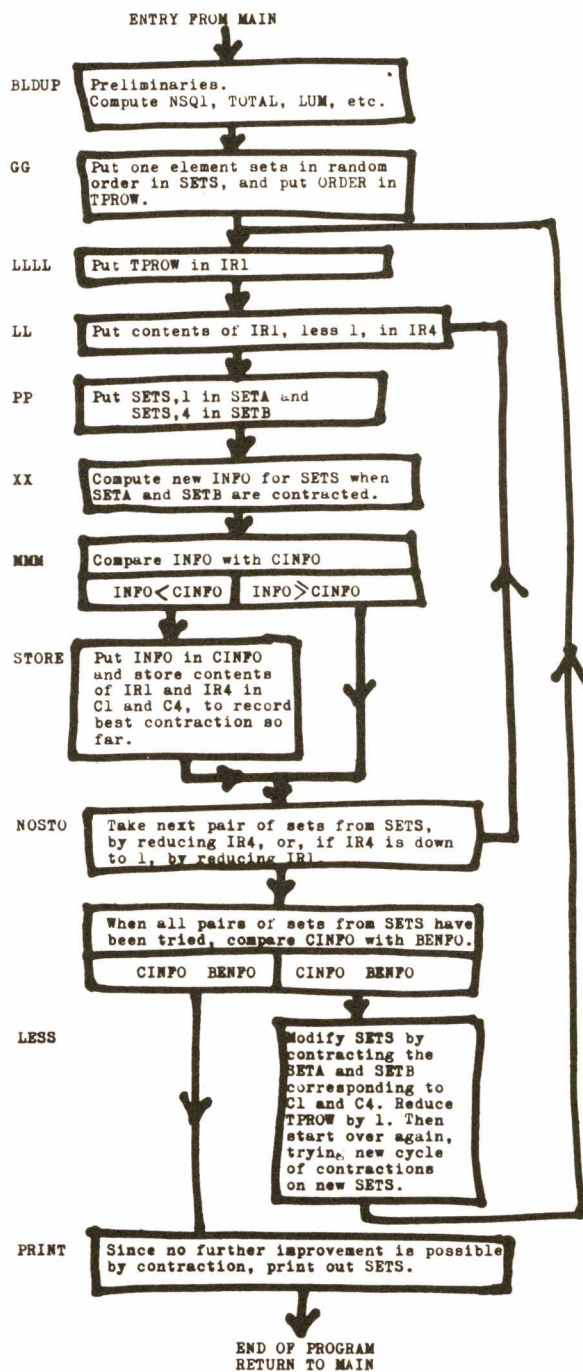 ENTRY FROM MAIN
BLDUP
Preliminaries.
Compute NSQ1, TOTAL, LUM, etc.
GG
Put one element sets in random
order in SETS, and put ORDER in
TPROW.
LLLL
Put TPROW in IR1
LL
Put contents of IR1, less 1, in IR4
PP
Put SETS,1 in SETA and
SETS,4 in SETB
XX
Compute new INFO for SETS when
SETA and SETB are contracted.
MMM
Compare INFO with CINFO
INFO<CINFO
INFO⩾CINFO
STORE
Put INFO in CINFO
and store contents
of IR1 and IR4 in
C1 and C4, to record
best contraction so
far.
NOSTO
Take next pair of sets from SETS,
by reducing IR4, or, if IR4 is down
to 1, by reducing IR1.
When all pairs of sets from SETS have
been tried, compare CINFO with BENFO.
CINFO BENFO
CINFO BENFO
LESS
Modify SETS by
contracting the
SETA and SETB
corresponding to
C1 and C4. Reduce
TPROW by 1. Then
start over again,
trying new cycle
of contractions
on new SETS.
PRINT
Since no further improvement is possible
by contraction, print out SETS.
END OF PROGRAM
RETURN TO MAIN